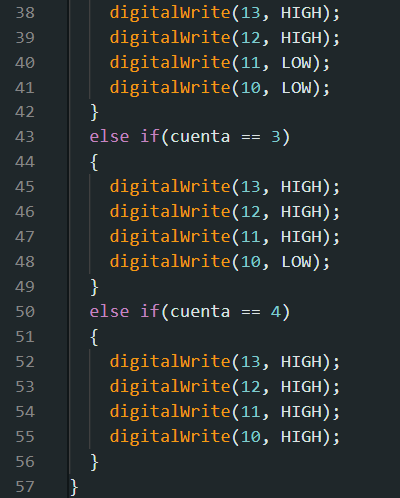 38 digitalWrite(13, HIGH);
39 digitalWrite(12, HIGH);
40 digitalWrite(11, LOW);
41 digitalWrite(10, LOW);
42 }
43 else if(cuenta == 3)
44 {
45 digitalWrite(13, HIGH);
46 digitalWrite(12, HIGH);
47 digitalWrite(11, HIGH);
48 digitalWrite(10, LOW);
49 }
50 else if(cuenta == 4)
51 {
52 digitalWrite(13, HIGH);
53 digitalWrite(12, HIGH);
54 digitalWrite(11, HIGH);
55 digitalWrite(10, HIGH);
56 }
57 }